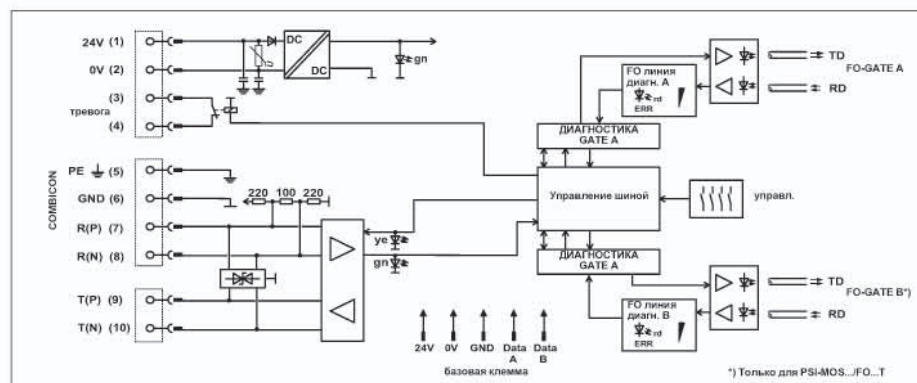 24V (1)
0V (2)
(3)
тревога
(4)
COMBICON
PE (5)
GND (6)
R(P) (7)
R(N) (8)
T(P) (9)
T(N) (10)
DC
DC
gn
220 100 220
ye
gn
24V
0V
GND
Data A
Data B
базовая клемма
FO линия
диагн. A
rd
ERR
ДИАГНОСТИКА
GATE A
Управление шиной
управл.
ДИАГНОСТИКА
GATE A
FO линия
диагн. B
rd
ERR
TD
FO-GATE A
RD
TD
FO-GATE B*)
RD
*) Только для PSI-MOS.../FO...T